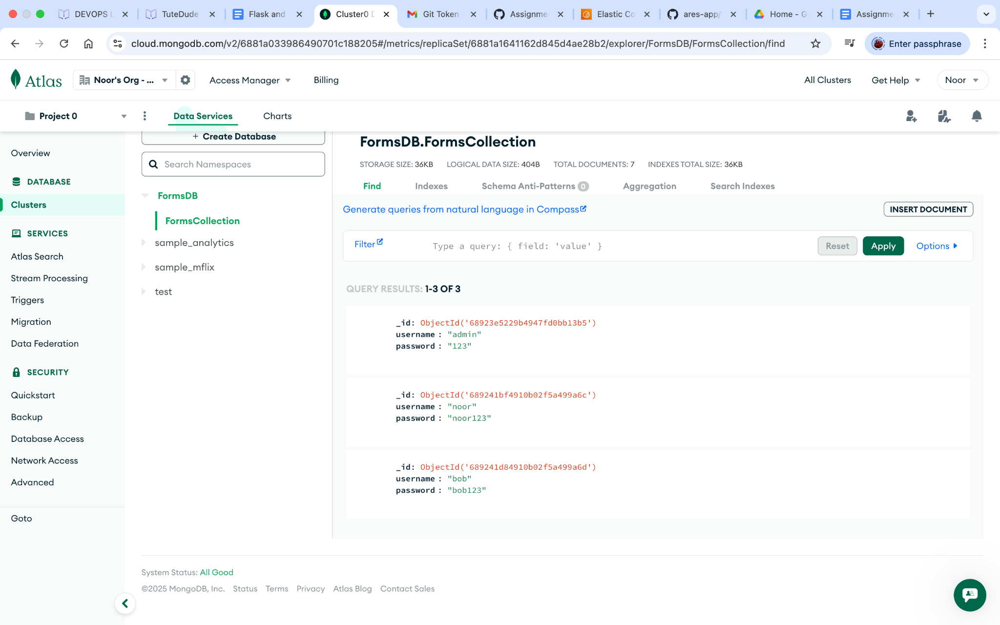 DEVOPS L
TuteDude
Flask and
Cluster0 D
Git Token
Assignme
Elastic Co
ares-app/
Home - G
Assignme
cloud.mongodb.com/v2/6881a033986490701c188205#/metrics/replicaSet/6881a1641162d845d4ae28b2/explorer/FormsDB/FormsCollection/find
Enter passphrase
Atlas
Noor's Org - ...
Access Manager
Billing
All Clusters
Get Help
Noor
Project 0
Data Services
Charts
Overview
DATABASE
Clusters
SERVICES
Atlas Search
Stream Processing
Triggers
Migration
Data Federation
SECURITY
Quickstart
Backup
Database Access
Network Access
Advanced
Goto
+ Create Database
Search Namespaces
FormsDB
FormsCollection
sample_analytics
sample_mflix
test
FormsDB.FormsCollection
STORAGE SIZE: 36KB LOGICAL DATA SIZE: 404B TOTAL DOCUMENTS: 7 INDEXES TOTAL SIZE: 36KB
Find Indexes Schema Anti-Patterns 0 Aggregation Search Indexes
Generate queries from natural language in Compass
INSERT DOCUMENT
Filter
Type a query: { field: 'value' }
Reset
Apply
Options
QUERY RESULTS: 1-3 OF 3
_id: ObjectId('68923e5229b4947fd0bb13b5')
username : "admin"
password : "123"
_id: ObjectId('689241bf4910b02f5a499a6c')
username : "noor"
password : "noor123"
_id: ObjectId('689241d84910b02f5a499a6d')
username : "bob"
password : "bob123"
System Status: All Good
©2025 MongoDB, Inc. Status Terms Privacy Atlas Blog Contact Sales